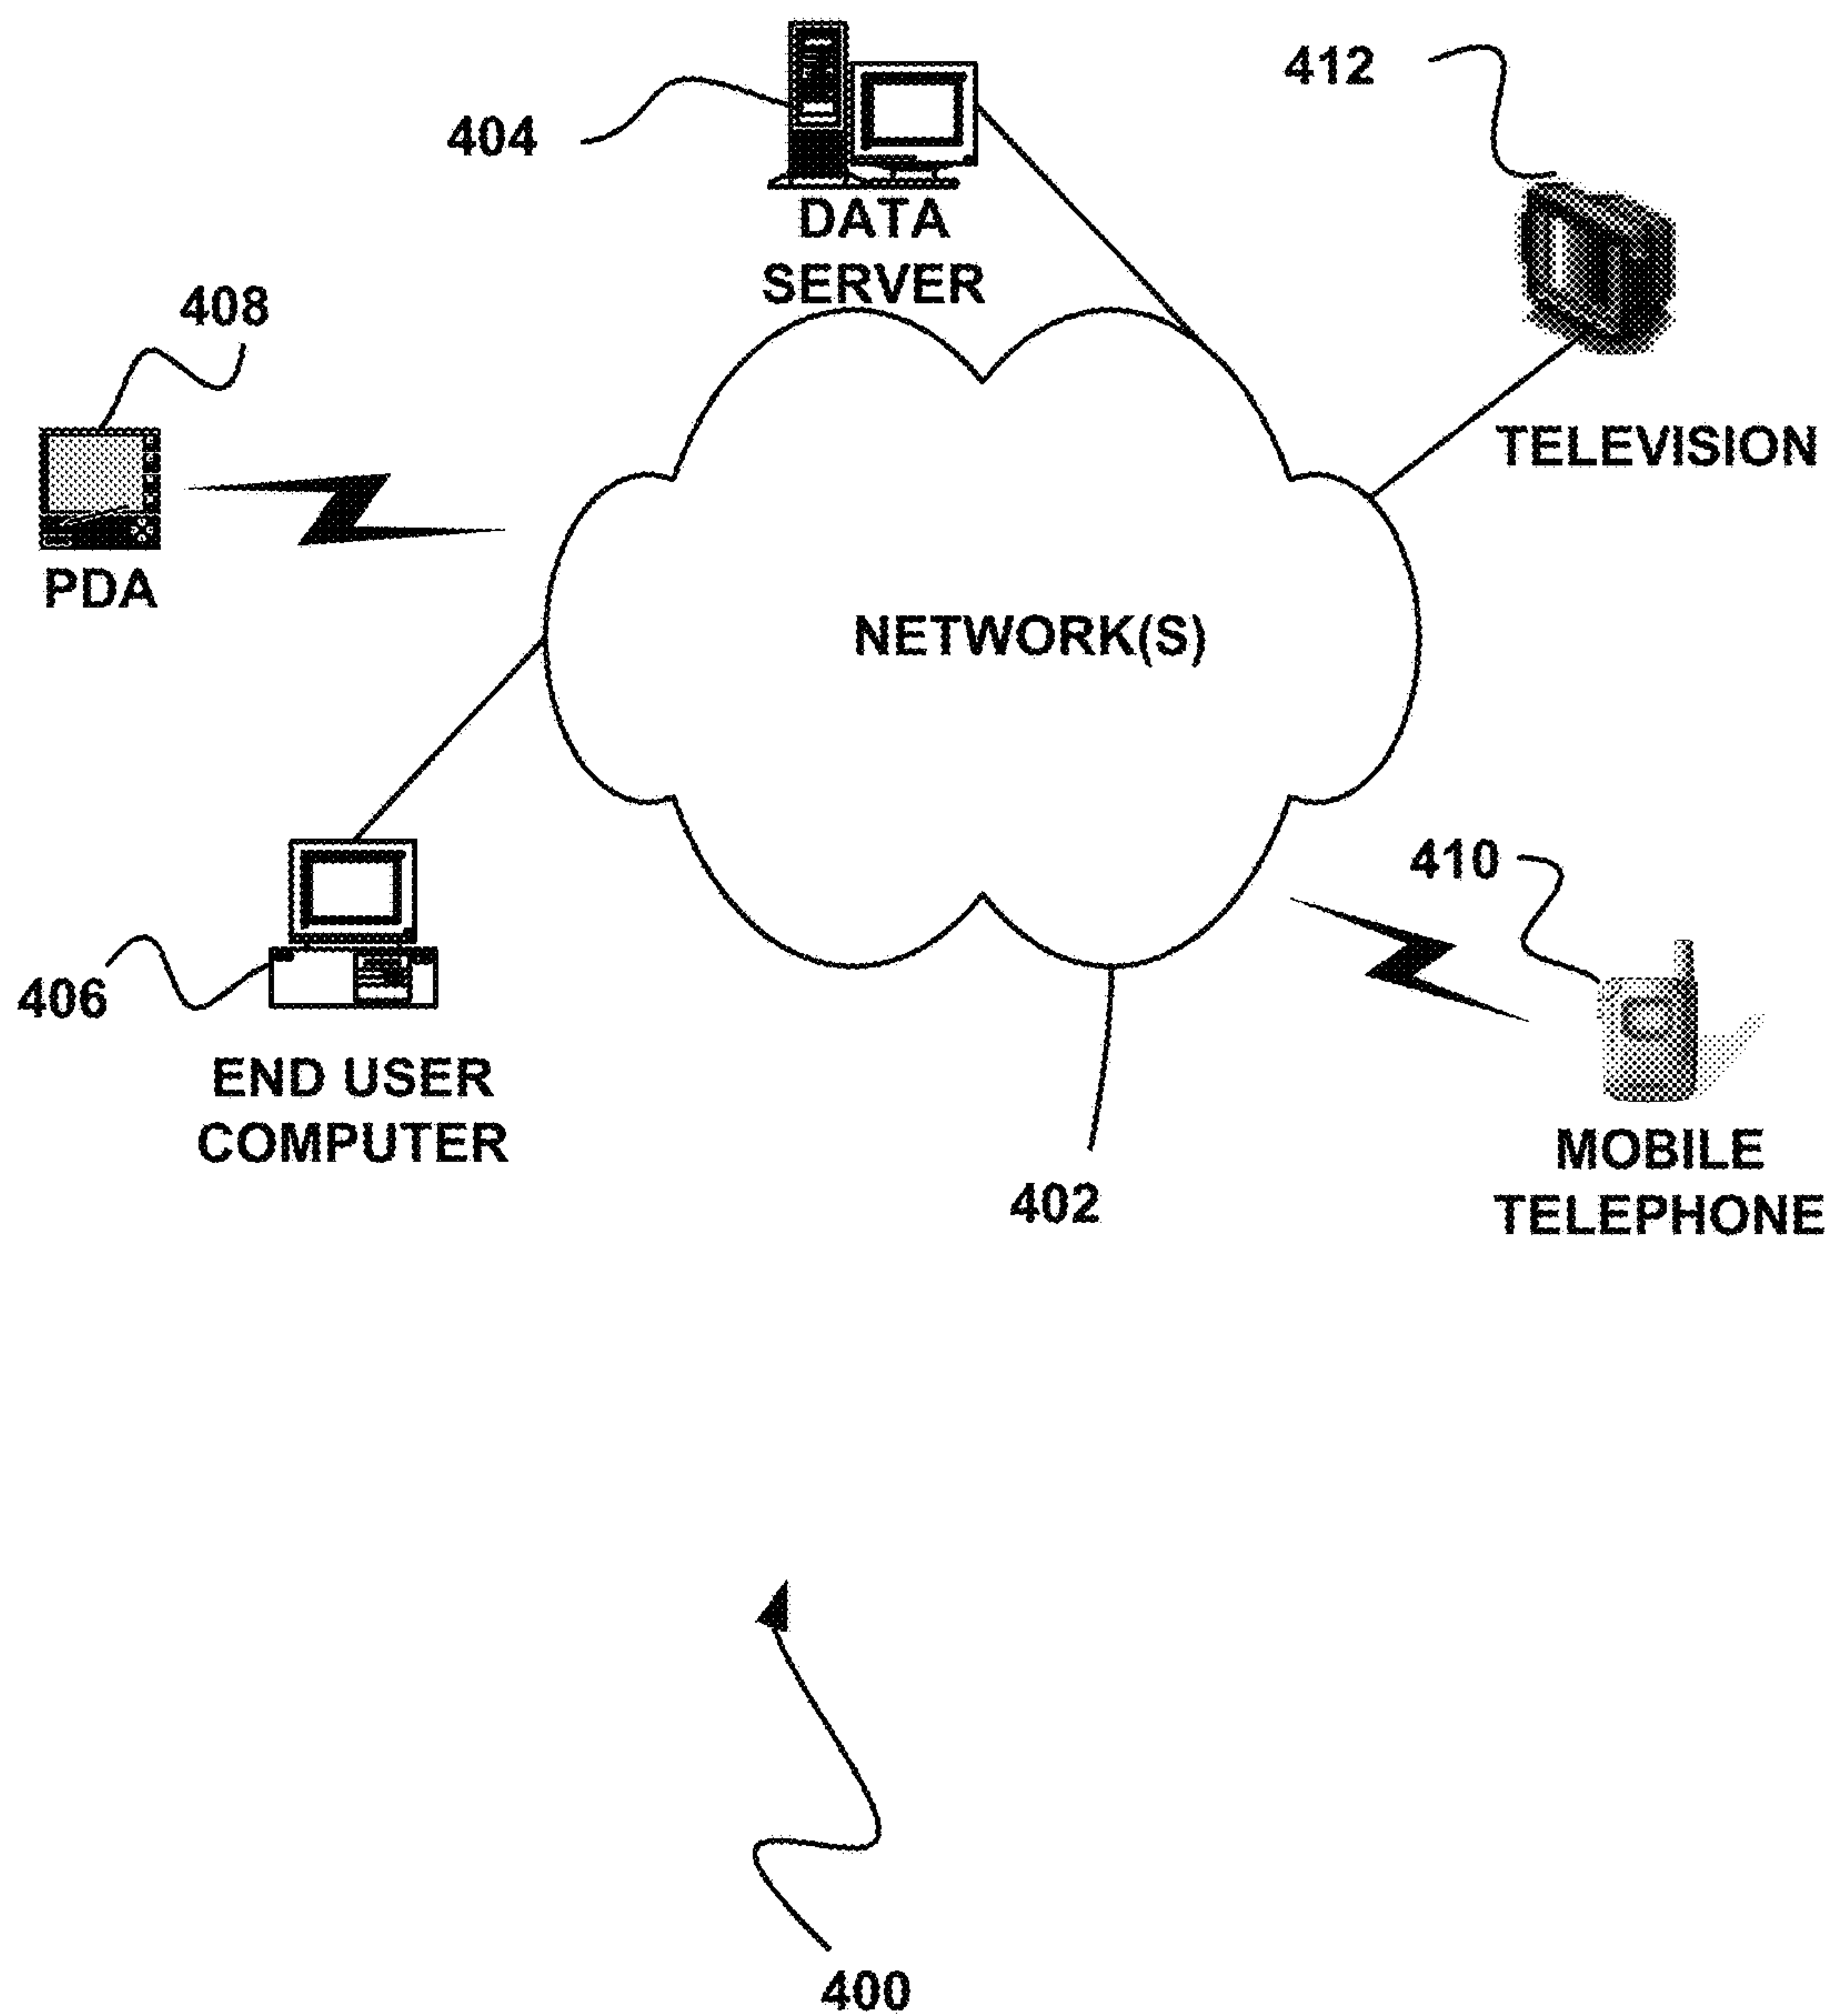 412
404
DATA
SERVER
408
TELEVISION
PDA
NETWORK(S)
410
406
END USER
COMPUTER
MOBILE
TELEPHONE
402
400